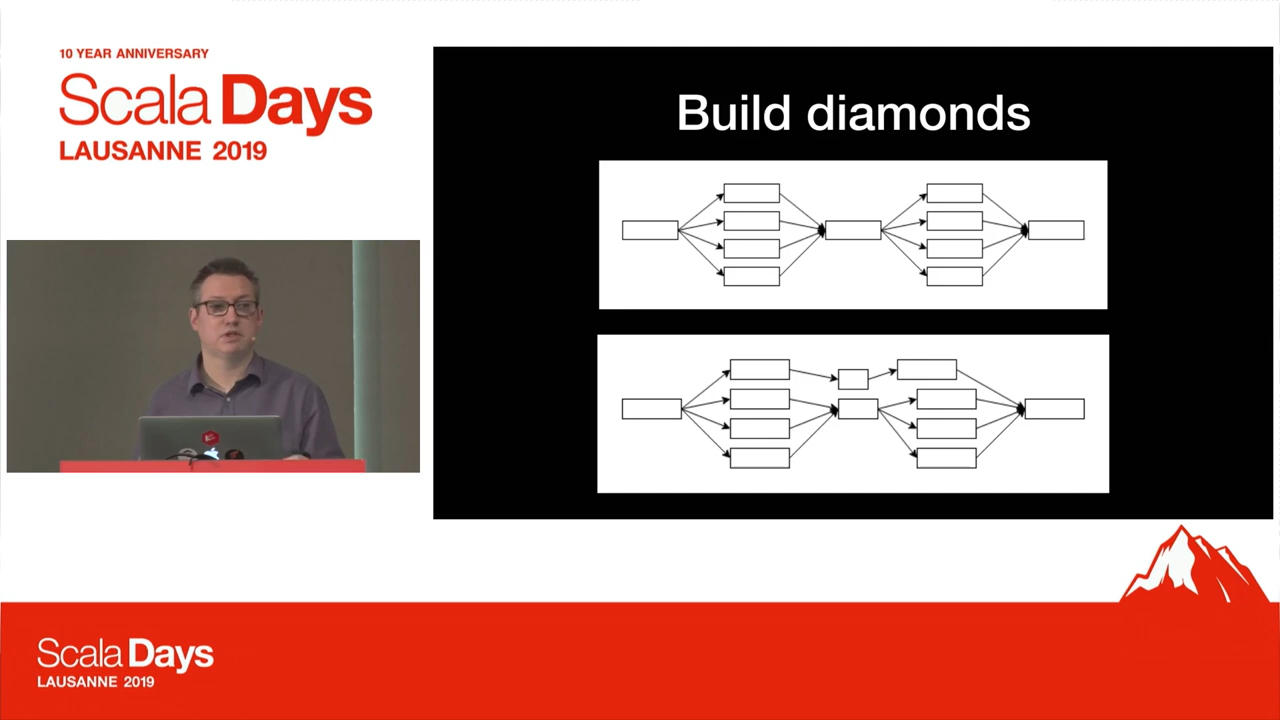 10 YEAR ANNIVERSARY
Scala Days
LAUSANNE 2019
Build diamonds
Scala Days
LAUSANNE 2019